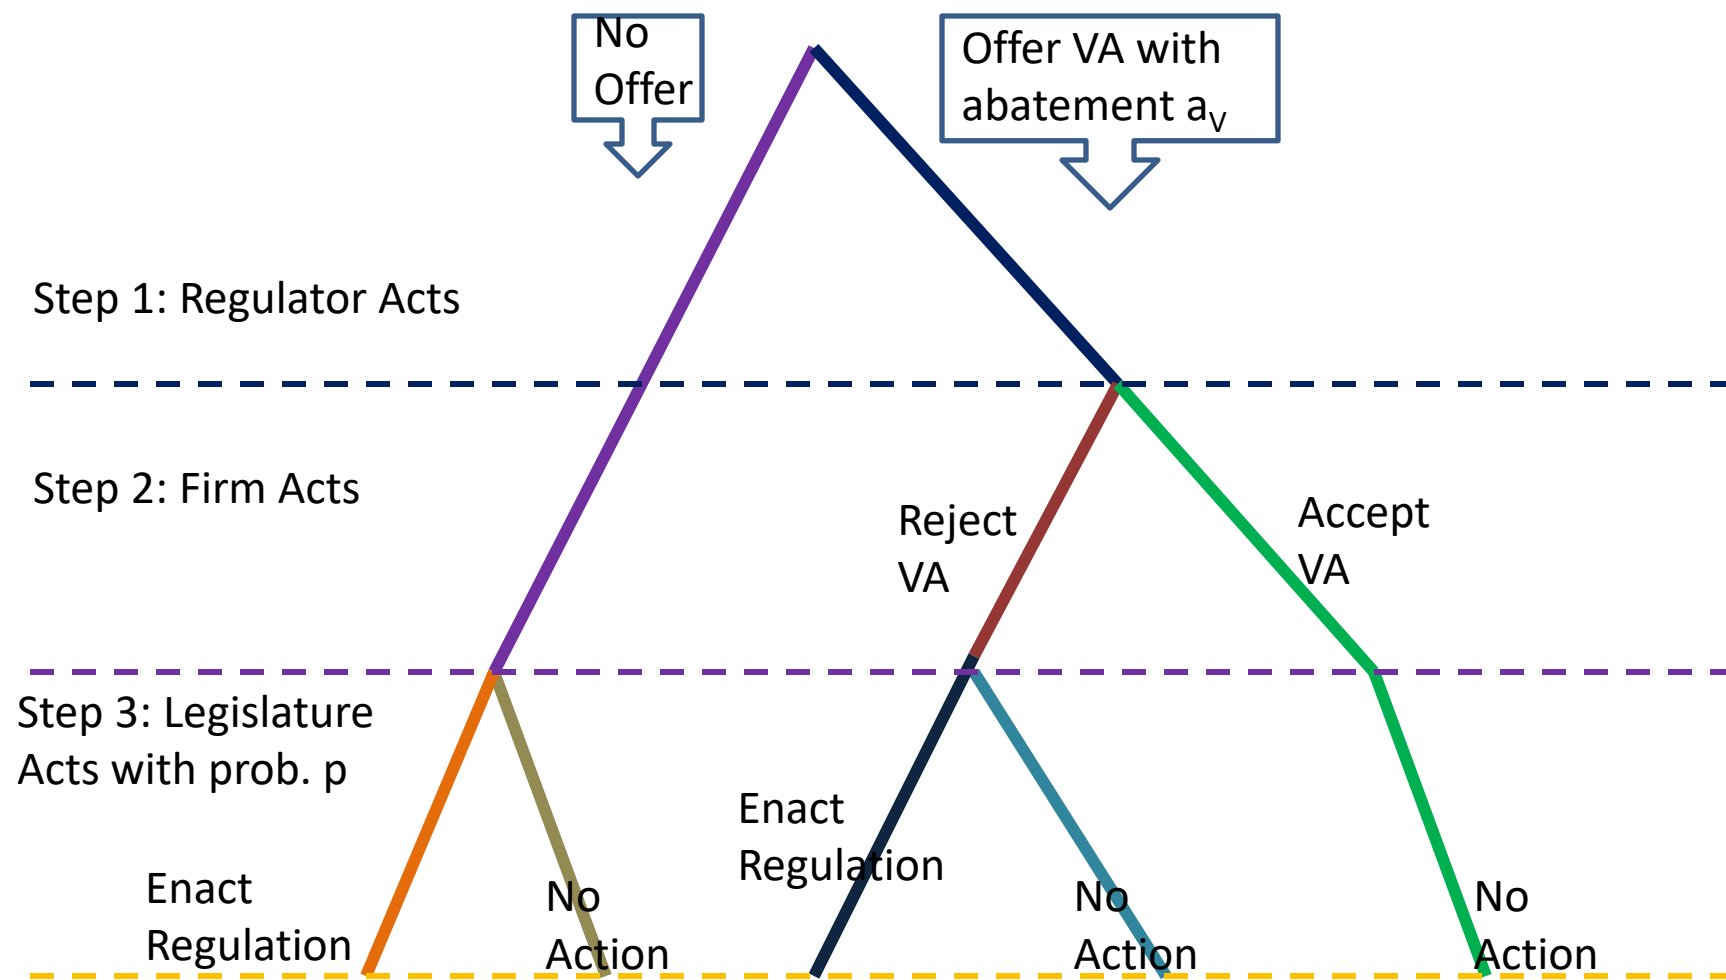 No
Offer
Offer VA with
abatement aV
Step 1: Regulator Acts
Step 2: Firm Acts
Reject
VA
Accept
VA
Step 3: Legislature
Acts with prob. p
Enact
Regulation
No
Action
Enact
Regulation
No
Action
No
Action